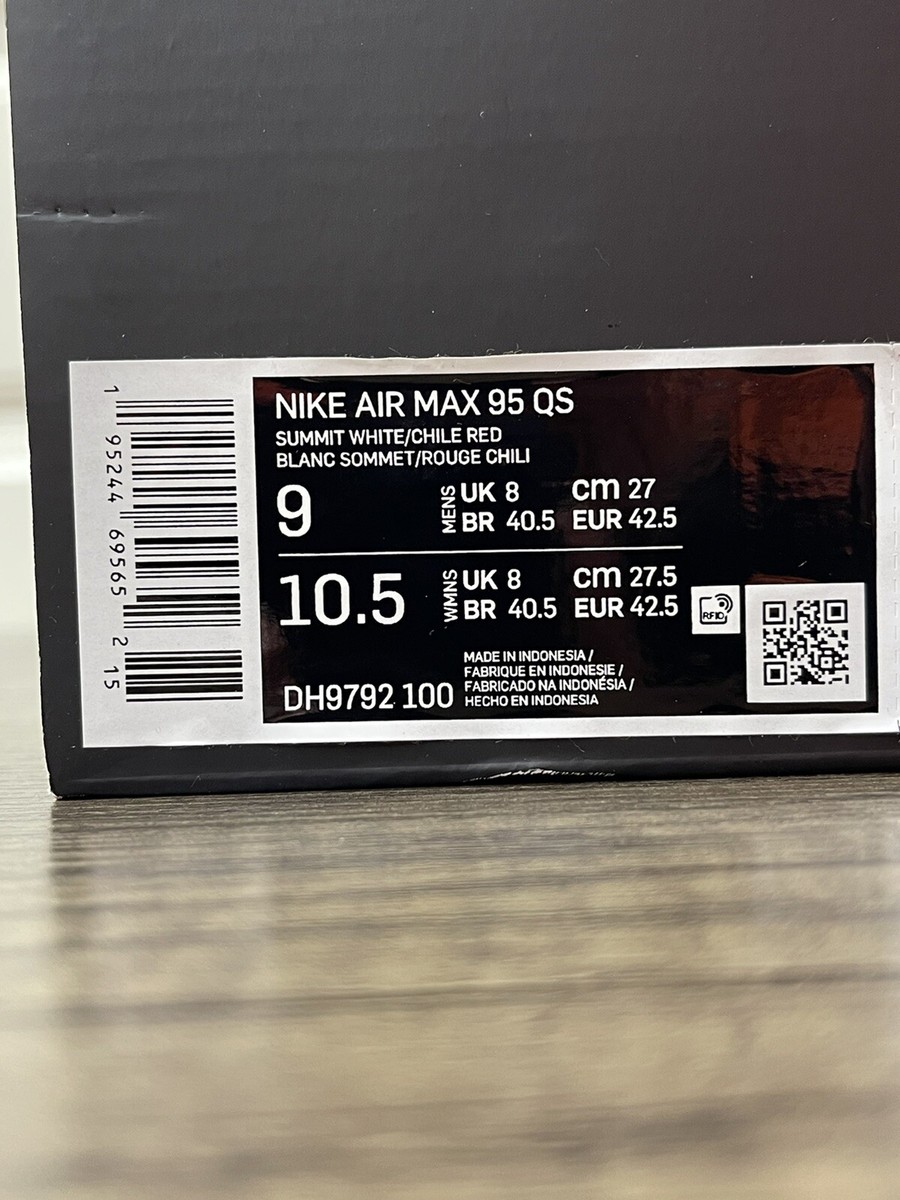 NIKE AIR MAX 95 QS
SUMMIT WHITE/CHILE RED
BLANC SOMMET/ROUGE CHILI
9 MENS UK 8 cm 27
BR 40.5 EUR 42.5
10.5 WMNS UK 8 cm 27.5
BR 40.5 EUR 42.5
RFID
DH9792 100
MADE IN INDONESIA /
FABRIQUE EN INDONESIE /
FABRICADO NA INDONÉSIA /
HECHO EN INDONESIA
1 95244 69565 2 15